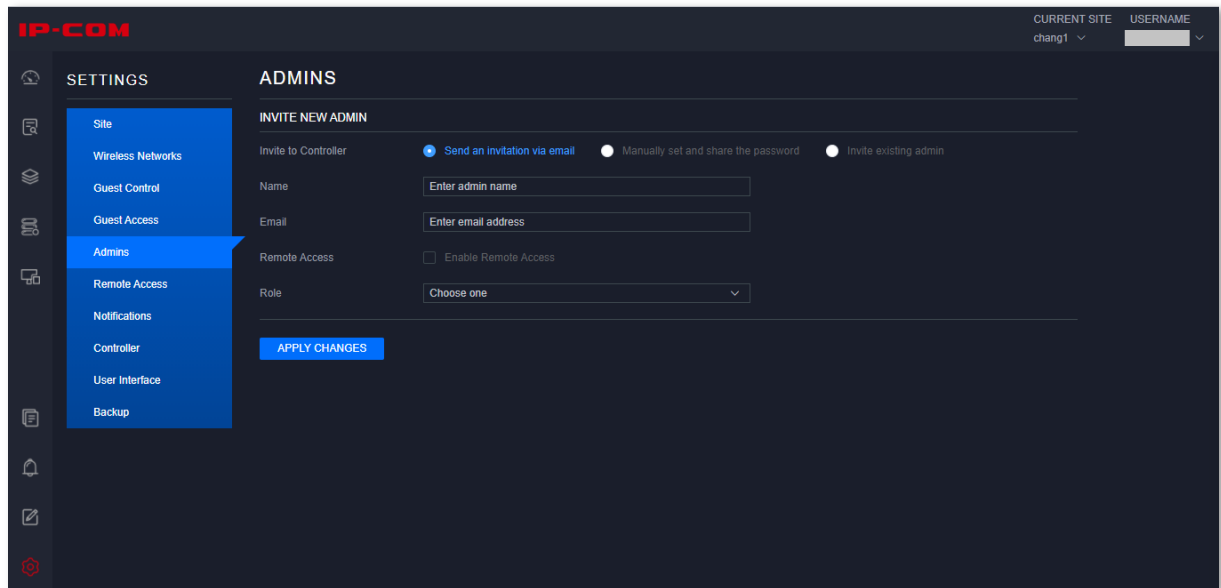 IP-COM
CURRENT SITE USERNAME
chang1
SETTINGS
Site
Wireless Networks
Guest Control
Guest Access
Admins
Remote Access
Notifications
Controller
User Interface
Backup
ADMINS
INVITE NEW ADMIN
Invite to Controller Send an invitation via email Manually set and share the password Invite existing admin
Name Enter admin name
Email Enter email address
Remote Access Enable Remote Access
Role Choose one
APPLY CHANGES